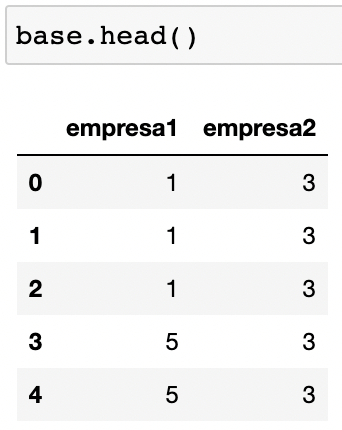 base.head()
empresa1 empresa2
0 1 3
1 1 3
2 1 3
3 5 3
4 5 3